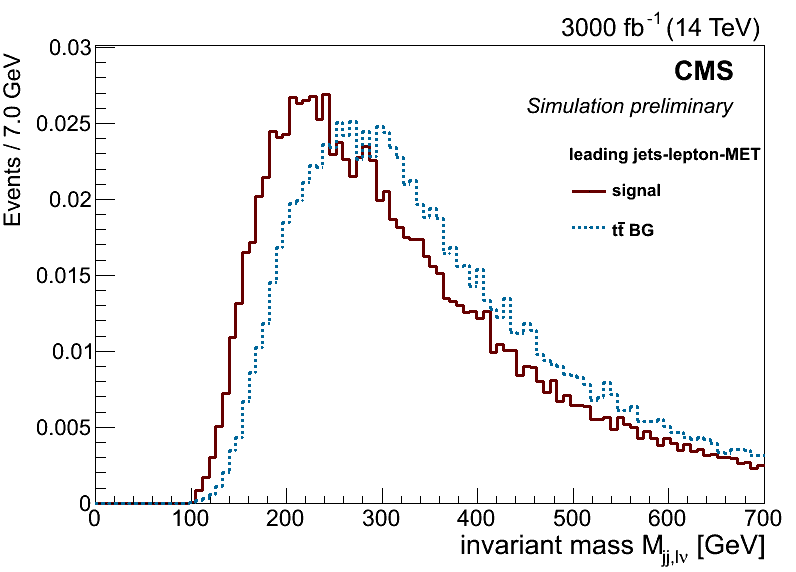 3000 fb⁻¹ (14 TeV)
CMS
Simulation preliminary
leading jets-lepton-MET
signal
tt̄ BG
Events / 7.0 GeV
0.03
0.025
0.02
0.015
0.01
0.005
0
0 100 200 300 400 500 600 700
invariant mass M_jj,lν [GeV]